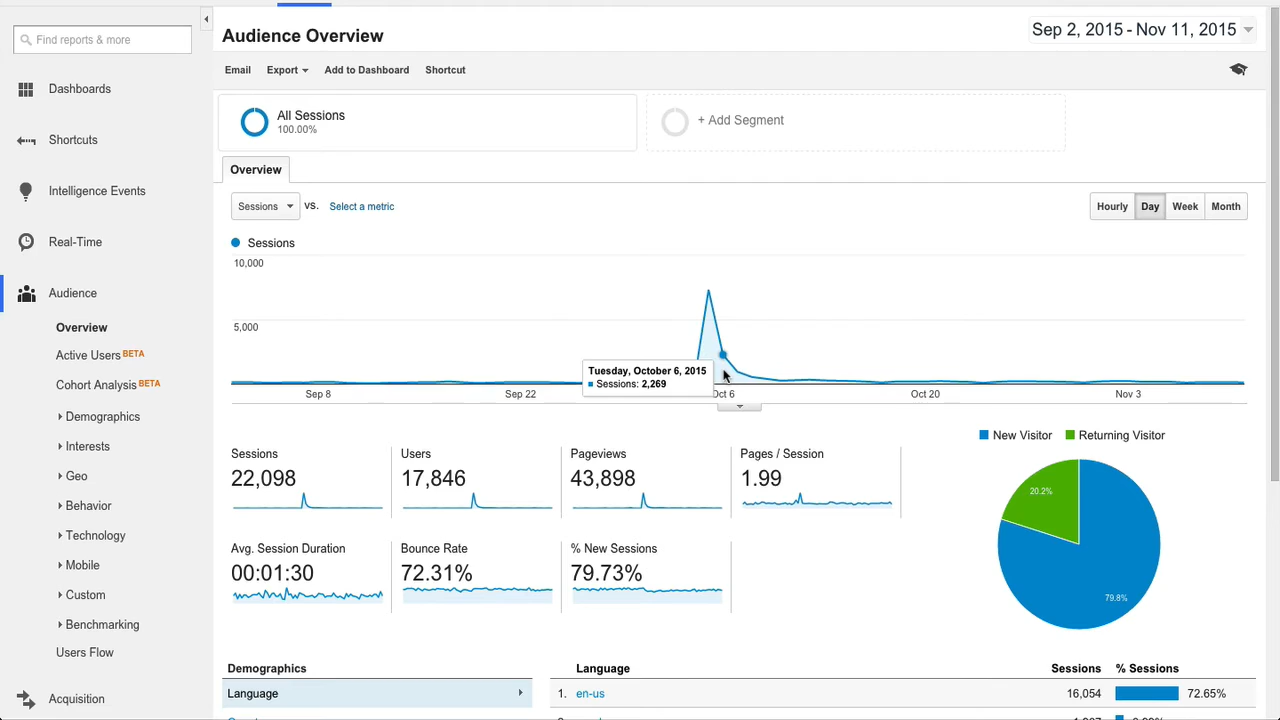 Find reports & more
Dashboards
Shortcuts
Intelligence Events
Real-Time
Audience
Overview
Active Users BETA
Cohort Analysis BETA
Demographics
Interests
Geo
Behavior
Technology
Mobile
Custom
Benchmarking
Users Flow
Acquisition
Audience Overview
Sep 2, 2015 - Nov 11, 2015
Email Export Add to Dashboard Shortcut
All Sessions
100.00%
+ Add Segment
Overview
Sessions vs. Select a metric
Hourly Day Week Month
Sessions
10,000
5,000
Tuesday, October 6, 2015
Sessions: 2,269
Sep 8 Sep 22 Oct 6 Oct 20 Nov 3
New Visitor Returning Visitor
Sessions
22,098
Users
17,846
Pageviews
43,898
Pages / Session
1.99
20.2%
79.8%
Avg. Session Duration
00:01:30
Bounce Rate
72.31%
% New Sessions
79.73%
Demographics
Language
Language Sessions % Sessions
1. en-us 16,054 72.65%